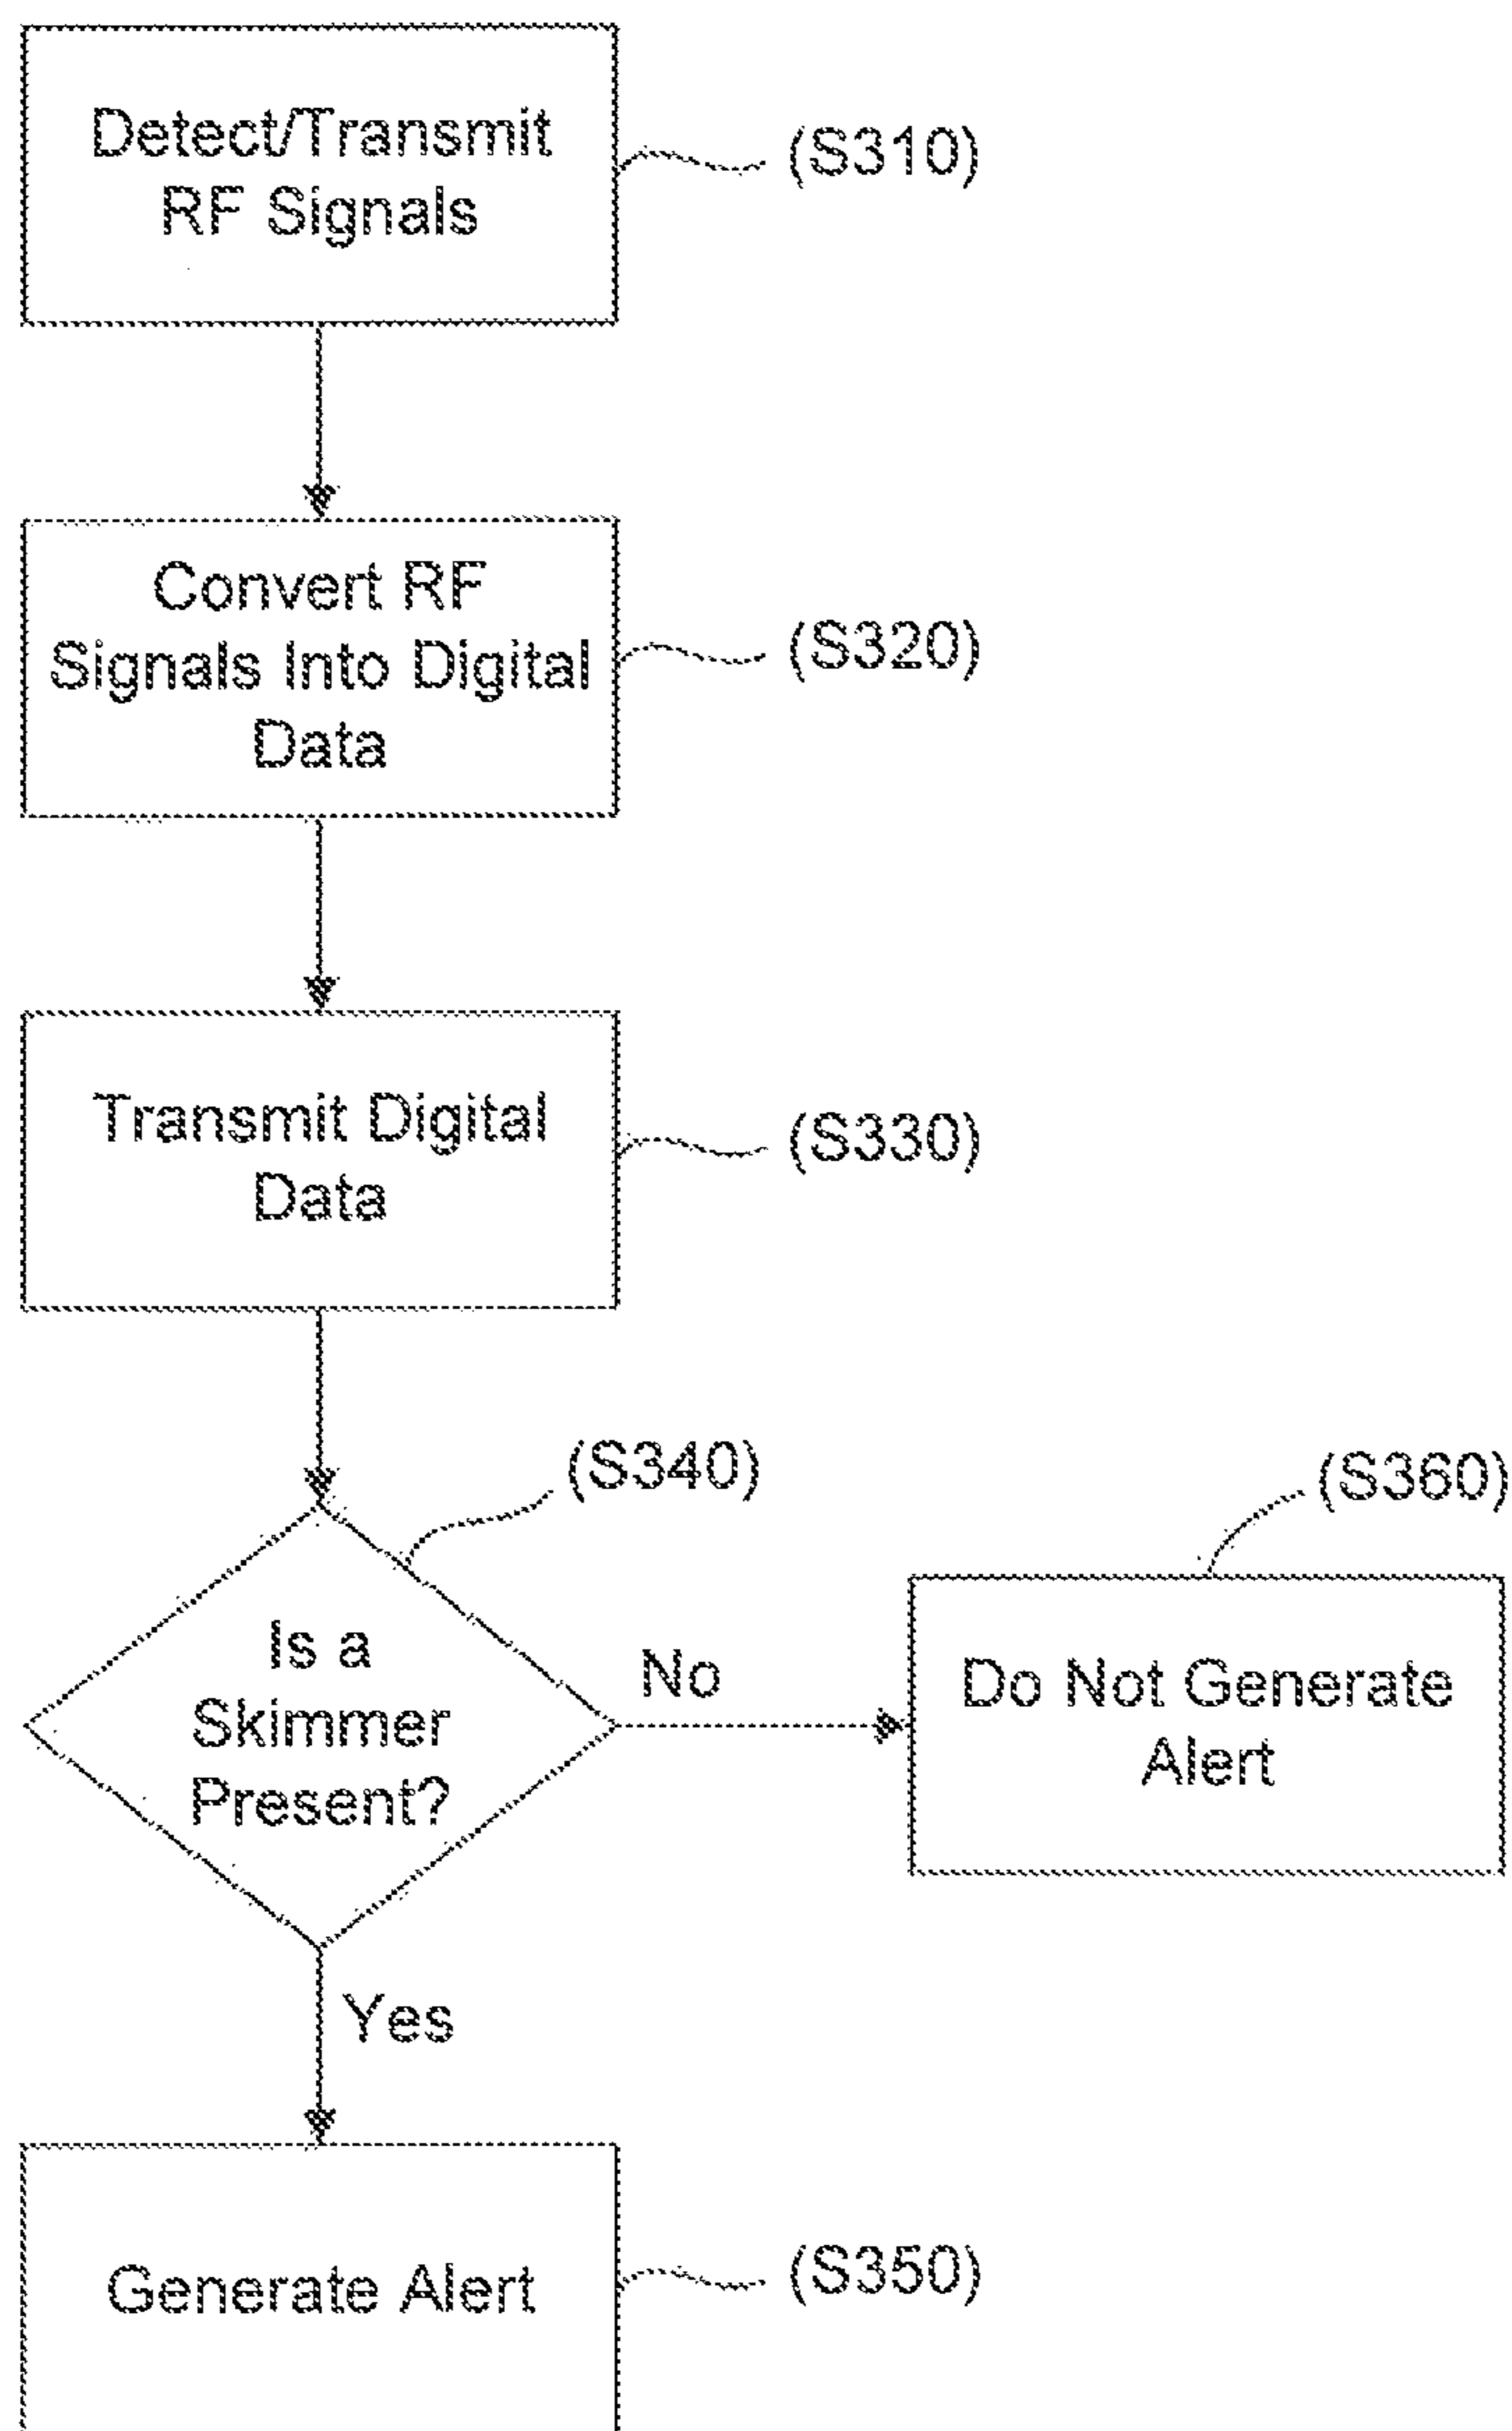 Detect/Transmit
RF Signals
(S310)
Convert RF
Signals Into Digital
Data
(S320)
Transmit Digital
Data
(S330)
(S340)
(S360)
Is a
Skimmer
Present?
No
Do Not Generate
Alert
Yes
Generate Alert
(S350)